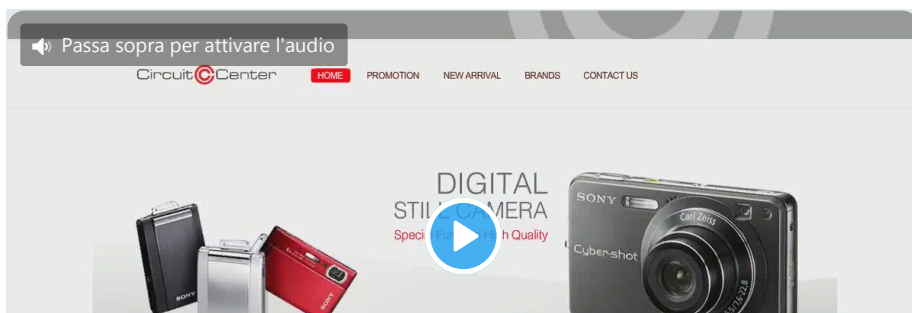 Passa sopra per attivare l'audio
Circuit Center
HOME PROMOTION NEW ARRIVAL BRANDS CONTACT US
DIGITAL
STILL CAMERA
High Quality
SONY
Carl Zeiss
Cyber-shot
SONY
SONY
SONY